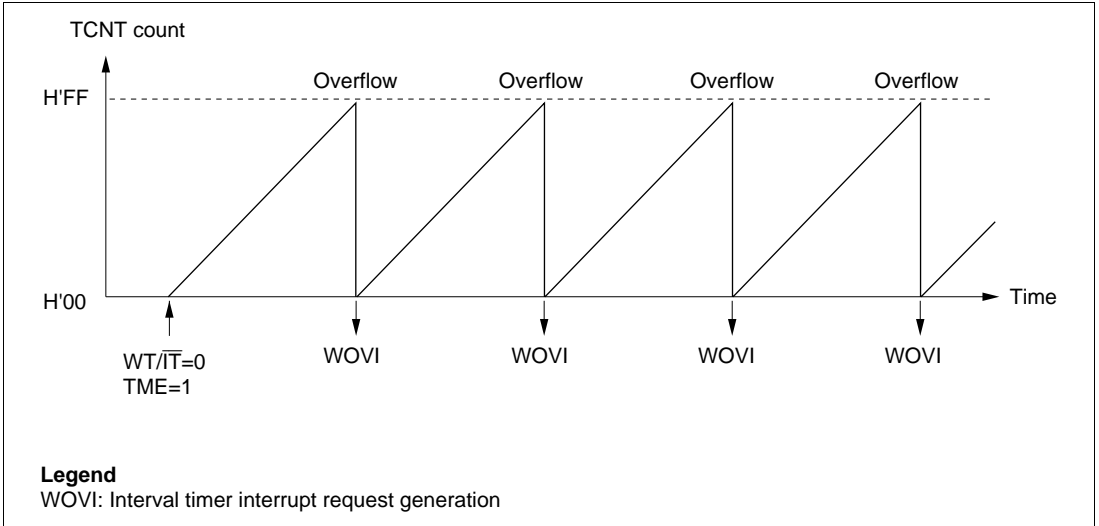 TCNT count
Overflow Overflow Overflow Overflow
H'FF
H'00
Time
WT/I̅T̅=0
TME=1
WOVI WOVI WOVI WOVI
Legend
WOVI: Interval timer interrupt request generation